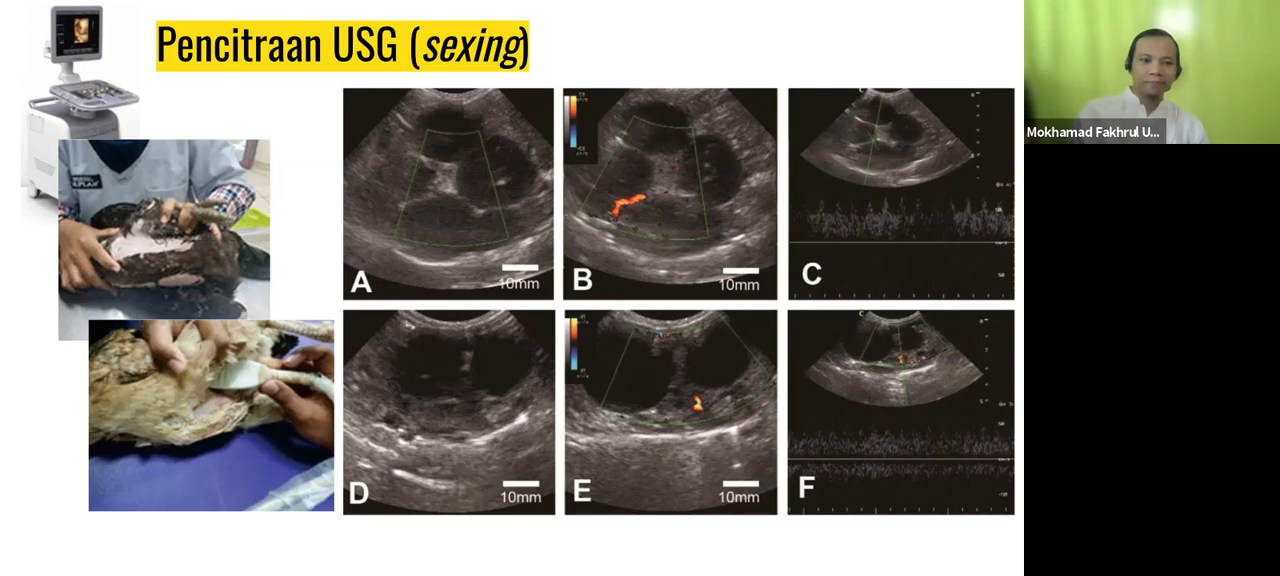 Pencitraan USG (sexing)
A
10mm
B
10mm
C
D
10mm
E
10mm
F
Mokhamad Fakhrul U...